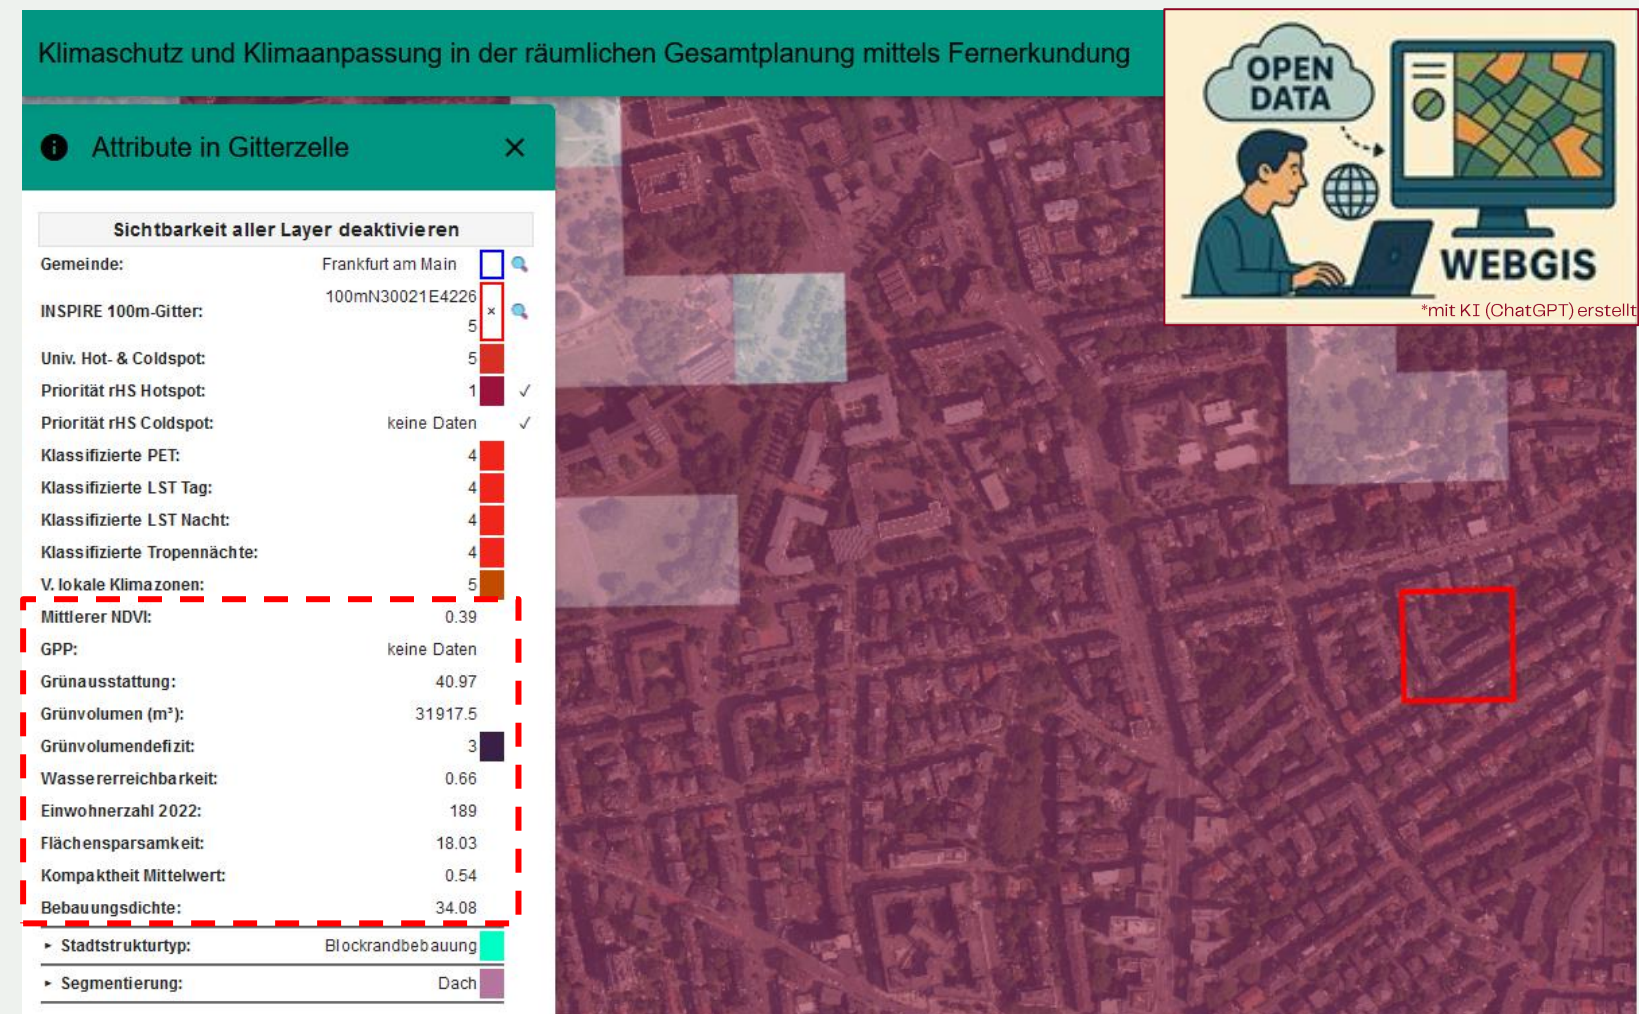 Klimaschutz und Klimaanpassung in der räumlichen Gesamtplanung mittels Fernerkundung
OPEN
DATA
WEBGIS
*mit KI (ChatGPT) erstellt
Attribute in Gitterzelle
Sichtbarkeit aller Layer deaktivieren
Gemeinde: Frankfurt am Main
INSPIRE 100m-Gitter: 100mN30021E4226
5
Univ. Hot- & Coldspot: 5
Priorität rHS Hotspot: 1 ✓
Priorität rHS Coldspot: keine Daten ✓
Klassifizierte PET: 4
Klassifizierte LST Tag: 4
Klassifizierte LST Nacht: 4
Klassifizierte Tropennächte: 4
V. lokale Klimazonen: 5
Mittlerer NDVI: 0.39
GPP: keine Daten
Grünausstattung: 40.97
Grünvolumen (m³): 31917.5
Grünvolumendefizit: 3
Wassererreichbarkeit: 0.66
Einwohnerzahl 2022: 189
Flächensparsamkeit: 18.03
Kompaktheit Mittelwert: 0.54
Bebauungsdichte: 34.08
▸ Stadtstrukturtyp: Blockrandbebauung
▸ Segmentierung: Dach